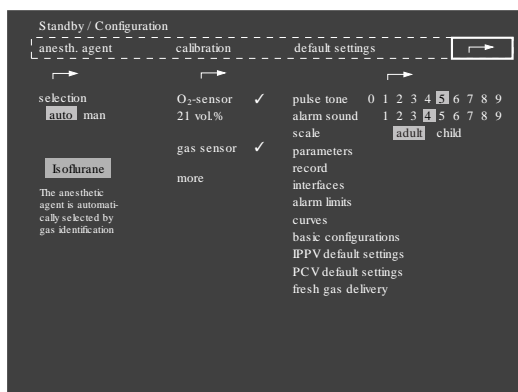 Standby / Configuration
anesth. agent calibration default settings
selection
auto man
Isoflurane
The anesthetic
agent is automati-
cally selected by
gas identification
O₂-sensor ✓
21 vol.%
gas sensor ✓
more
pulse tone 0 1 2 3 4 5 6 7 8 9
alarm sound 1 2 3 4 5 6 7 8 9
scale adult child
parameters
record
interfaces
alarm limits
curves
basic configurations
IPPV default settings
PCV default settings
fresh gas delivery